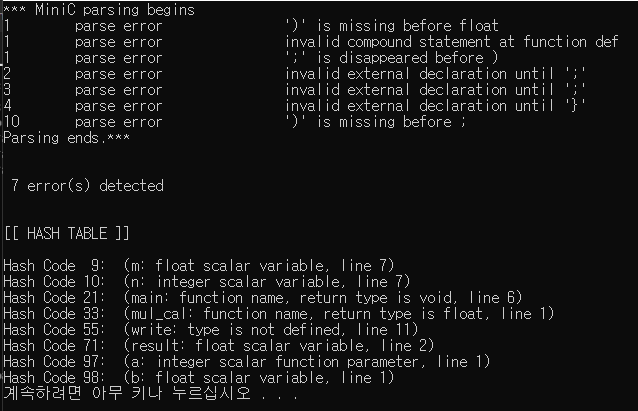 *** MiniC parsing begins
1 parse error ')' is missing before float
1 parse error invalid compound statement at function def
1 parse error ';' is disappeared before )
2 parse error invalid external declaration until ';'
3 parse error invalid external declaration until ';'
4 parse error invalid external declaration until '}'
10 parse error ')' is missing before ;
Parsing ends.***
7 error(s) detected
[[ HASH TABLE ]]
Hash Code 9: (m: float scalar variable, line 7)
Hash Code 10: (n: integer scalar variable, line 7)
Hash Code 21: (main: function name, return type is void, line 6)
Hash Code 33: (mul_cal: function name, return type is float, line 1)
Hash Code 55: (write: type is not defined, line 11)
Hash Code 71: (result: float scalar variable, line 2)
Hash Code 97: (a: integer scalar function parameter, line 1)
Hash Code 98: (b: float scalar variable, line 1)
계속하려면 아무 키나 누르십시오 . . .